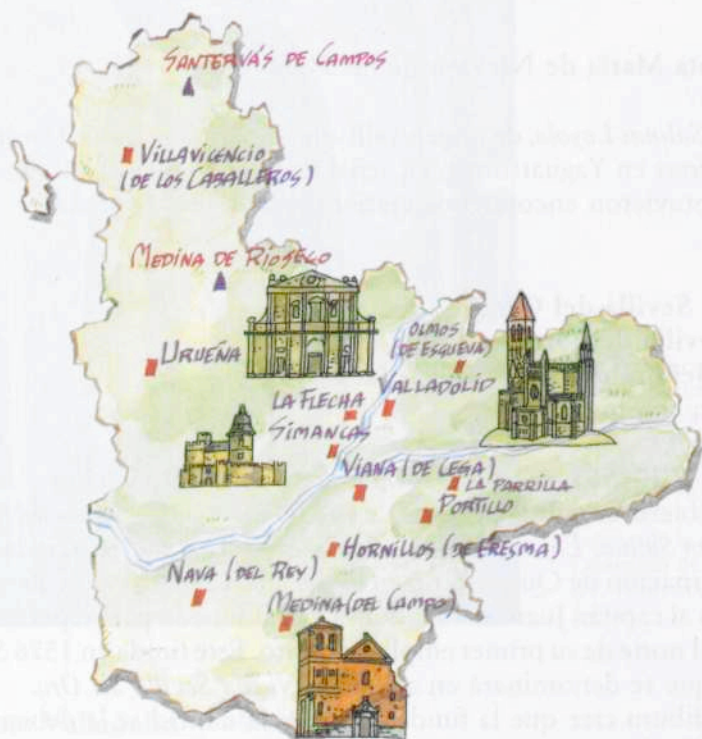 SANTERVÁS DE CAMPOS
VILLAVICENCIO
(DE LOS CABALLEROS)
MEDINA DE RIOSECO
URUEÑA
OLMOS
(DE ESGUEVA)
VALLADOLID
LA FLECHA
SIMANCAS
VIANA (DE CEGA)
LA PARRILLA
PORTILLO
HORNILLOS (DE ERESMA)
NAVA (DEL REY)
MEDINA (DEL CAMPO)